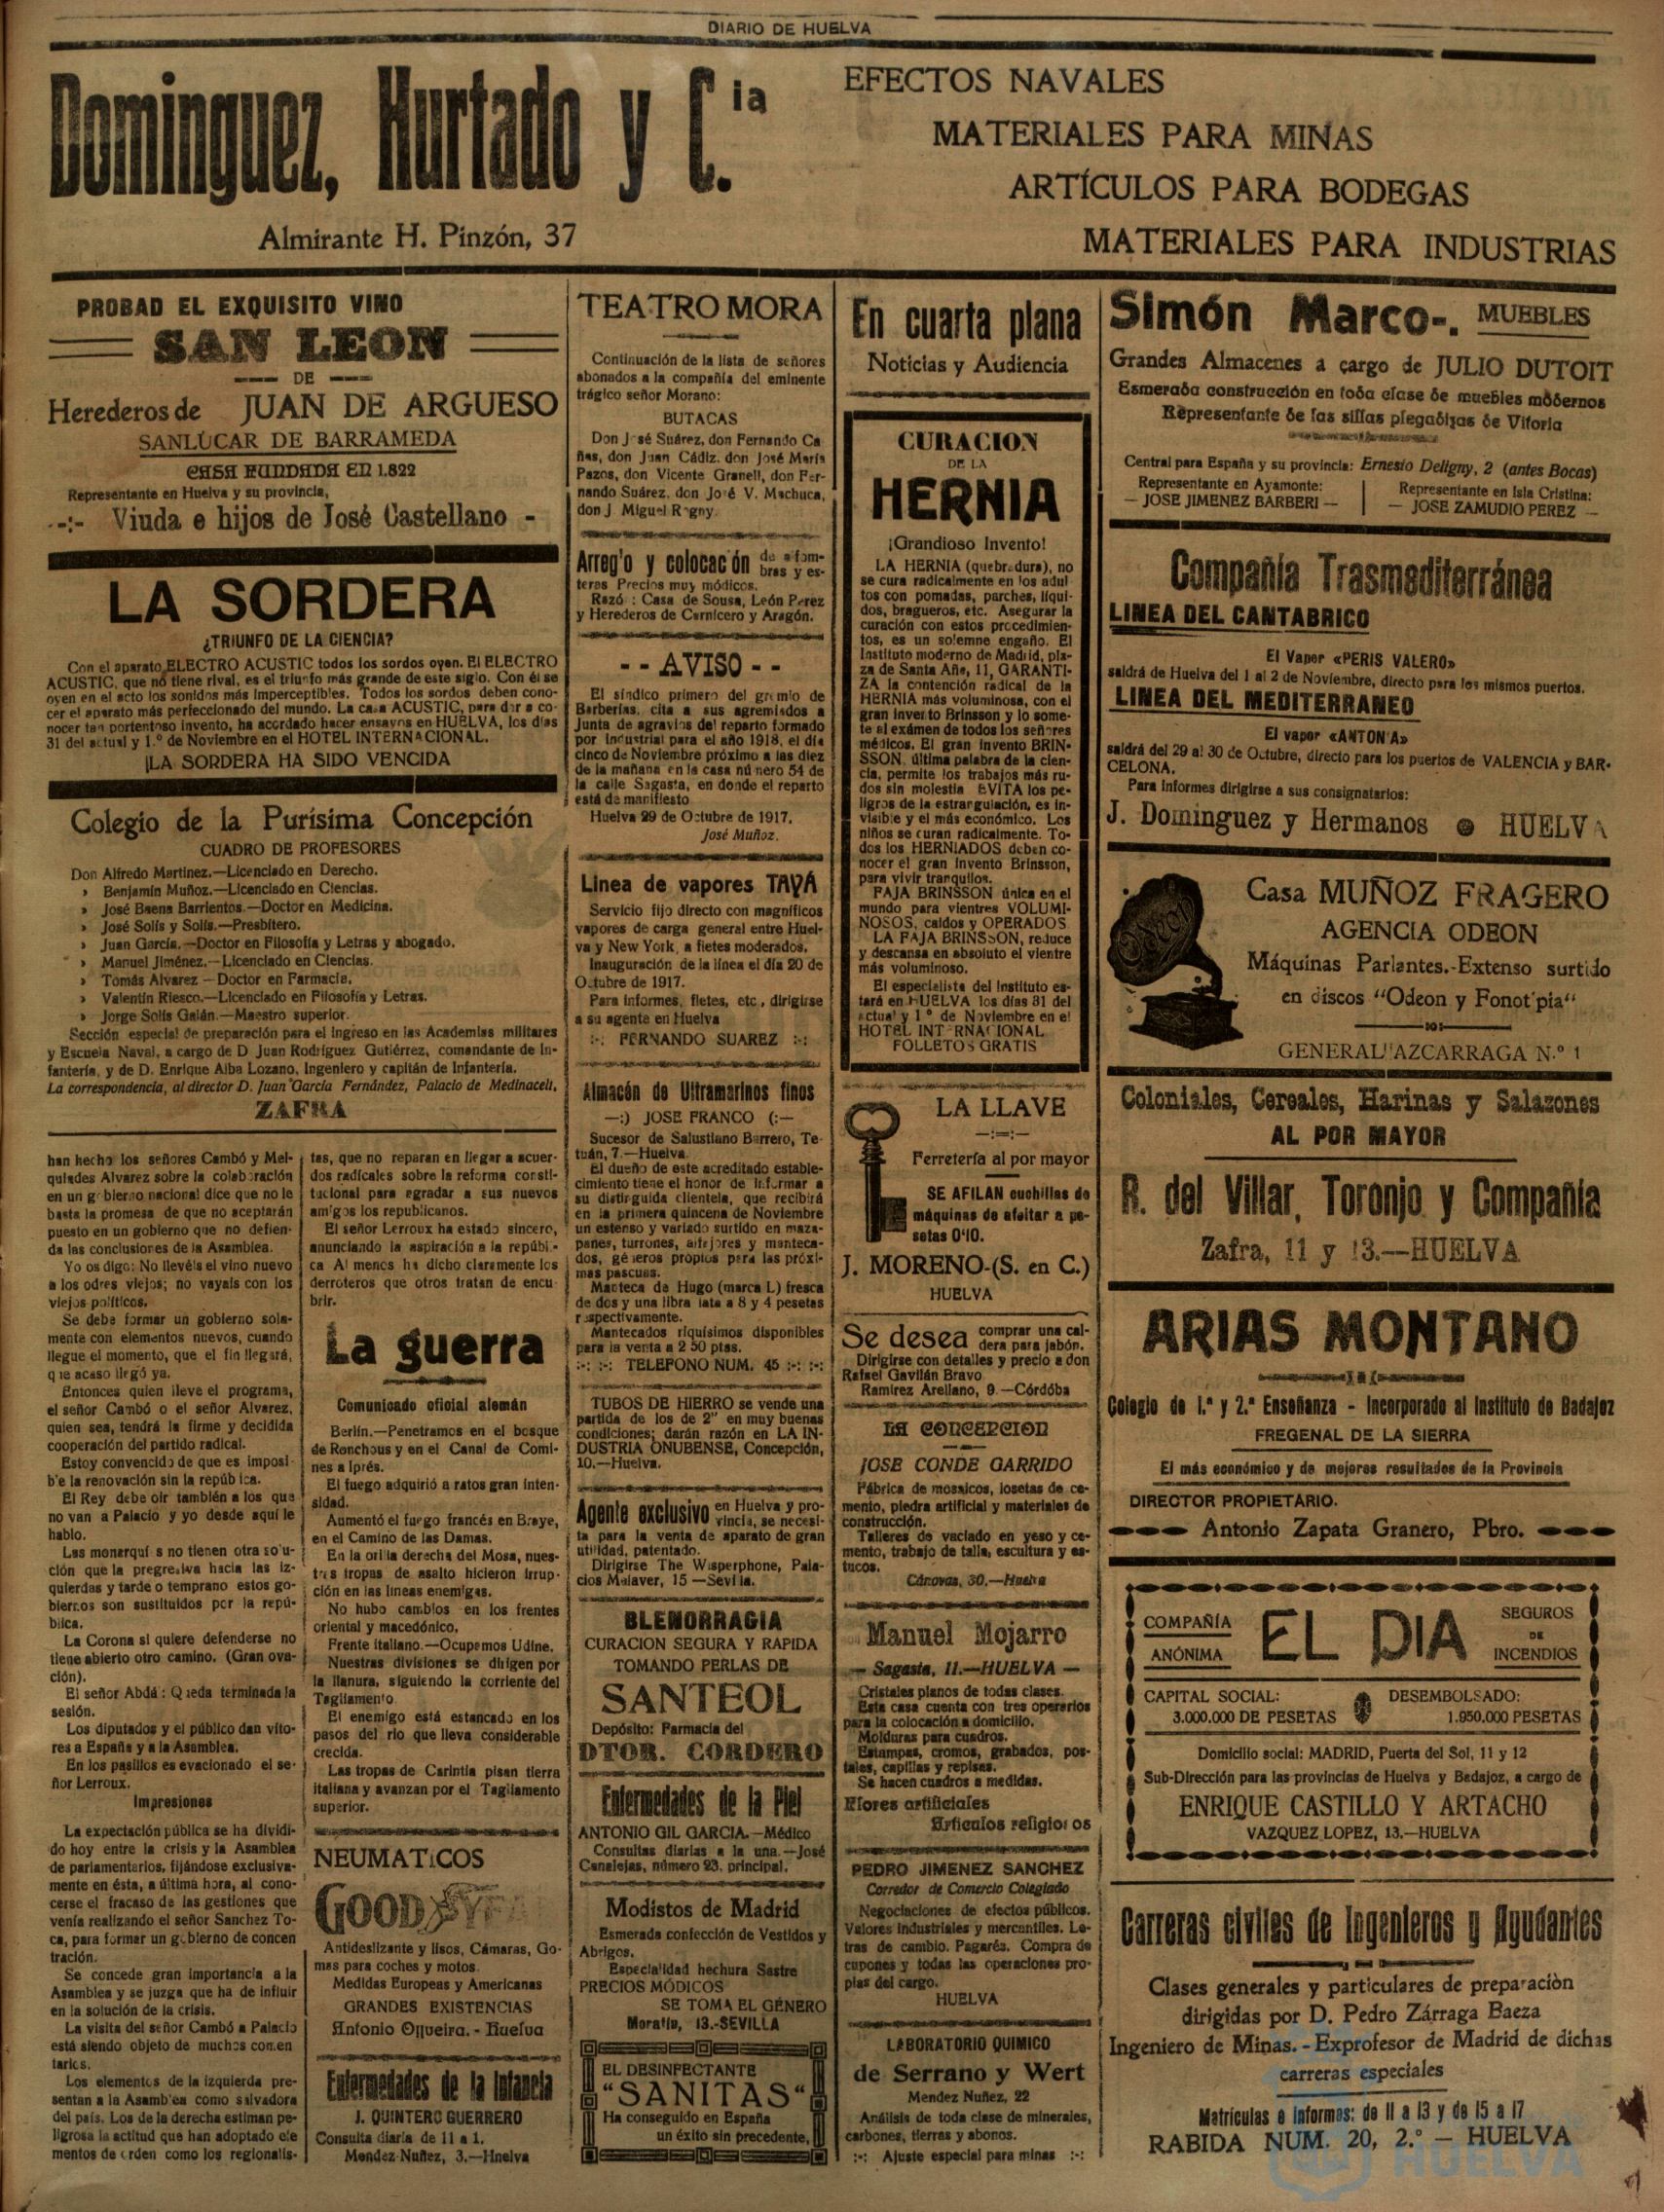 DIARIO DE HUELVA
Dominguez, Hurtado y C.ia
Almirante H. Pinzón, 37
EFECTOS NAVALES
MATERIALES PARA MINAS
ARTÍCULOS PARA BODEGAS
MATERIALES PARA INDUSTRIAS
PROBAD EL EXQUISITO VINO
SAN LEON
DE
Herederos de JUAN DE ARGUESO
SANLÚCAR DE BARRAMEDA
CASA FUNDADA EN 1.822
Representante en Huelva y su provincia,
-:- Viuda e hijos de José Castellano -
LA SORDERA
¿TRIUNFO DE LA CIENCIA?
Con el aparato ELECTRO ACUSTIC todos los sordos oyen. El ELECTRO
ACUSTIC, que no tiene rival, es el triunfo más grande de este siglo. Con él se
oyen en el acto los sonidos más imperceptibles. Todos los sordos deben cono-
cer el aparato más perfeccionado del mundo. La casa ACUSTIC, para dar a co-
nocer tan portentoso invento, ha acordado hacer ensayos en HUELVA, los días
31 del actual y 1.º de Noviembre en el HOTEL INTERNACIONAL.
¡LA SORDERA HA SIDO VENCIDA
Colegio de la Purísima Concepción
CUADRO DE PROFESORES
Don Alfredo Martinez.—Licenciado en Derecho.
» Benjamín Muñoz.—Licenciado en Ciencias.
» José Baena Barrientos.—Doctor en Medicina.
» José Solís y Solís.—Presbítero.
» Juan García.—Doctor en Filosofía y Letras y abogado.
» Manuel Jiménez.—Licenciado en Ciencias.
» Tomás Alvarez—Doctor en Farmacia.
» Valentín Riesco.—Licenciado en Filosofía y Letras.
» Jorge Solís Galán.—Maestro superior.
Sección especial de preparación para el ingreso en las Academias militares
y Escuela Naval, a cargo de D Juan Rodríguez Gutiérrez, comandante de In-
fantería, y de D. Enrique Alba Lozano, Ingeniero y capitán de Infantería.
La correspondencia, al director D. Juan García Fernández, Palacio de Medinaceli,
ZAFRA
han hecho los señores Cambó y Mel-
quiades Alvarez sobre la colaboración
en un gobierno nacional dice que no le
basta la promesa de que no aceptarán
puesto en un gobierno que no defien-
da las conclusiones de la Asamblea.
Yo os digo: No llevéis el vino nuevo
a los odres viejos; no vayais con los
viejos políticos.
Se debe formar un gobierno sola-
mente con elementos nuevos, cuando
llegue el momento, que el fin llegará,
que acaso llegó ya.
Entonces quien lleve el programa,
el señor Cambó o el señor Alvarez,
quien sea, tendrá la firme y decidida
cooperación del partido radical.
Estoy convencido de que es imposi-
b'e la renovación sin la repúb ica.
El Rey debe oir también a los que
no van a Palacio y yo desde aquí le
hablo.
Las monarquí s no tienen otra so'u-
ción que la pregresiva hacia las iz-
quierdas y tarde o temprano estos go-
biernos son sustituidos por la repú-
blica.
La Corona si quiere defenderse no
tiene abierto otro camino. (Gran ova-
ción).
El señor Abda: Queda terminada la
sesión.
Los diputados y el público dan víto-
res a España y a la Asamblea.
En los pasillos es evacionado el se-
ñor Lerroux.
Impresiones
La expectación pública se ha dividi-
do hoy entre la crisis y la Asamblea
de parlamentarios, fijándose exclusiva-
mente en ésta, a última hora, al cono-
cerse el fracaso de las gestiones que
venía realizando el señor Sanchez To-
ca, para formar un gobierno de concen
tración.
Se concede gran importancia a la
Asamblea y se juzga que ha de influir
en la solución de la crisis.
La visita del señor Cambó a Palacio
está siendo objeto de muchos comen
tarios.
Los elementos de la izquierda pre-
sentan a la Asamb'ea como salvadora
del país. Los de la derecha estiman pe-
ligrosa la actitud que han adoptado ele
mentos de orden como los regionalis-
tas, que no reparan en llegar a acuer-
dos radicales sobre la reforma consti-
tucional para agradar a sus nuevos
amigos los republicanos.
El señor Lerroux ha estado sincero,
anunciando la aspiración a la repúbli-
ca Al menos ha dicho claramente los
derroteros que otros tratan de encu
brir.
La guerra
Comunicado oficial alemán
Berlin.—Penetramos en el bosque
de Ronchous y en el Canal de Comi-
nes a Iprés.
El fuego adquirió a ratos gran inten-
sidad.
Aumentó el fuego francés en Braye,
en el Camino de las Damas.
En la orilla derecha del Mosa, nues-
tras tropas de asalto hicieron irrup-
ción en las líneas enemigas.
No hubo cambios en los frentes
oriental y macedónico.
Frente italiano.—Ocupemos Udine.
Nuestras divisiones se dirigen por
la llanura, siguiendo la corriente del
Tagliamento
El enemigo está estancado en los
pasos del río que lleva considerable
crecida.
Las tropas de Carintia pisan tierra
italiana y avanzan por el Tagliamento
superior.
NEUMATICOS
GOODYEAR
Antideslizante y lisos, Cámaras, Go-
mas para coches y motos.
Medidas Europeas y Americanas
GRANDES EXISTENCIAS
Antonio Oliveira. - Huelva
Enfermedades de la Infancia
J. QUINTERO GUERRERO
Consulta diaria de 11 a 1.
Mendez Nuñez, 3.—Huelva
TEATRO MORA
Continuación de la lista de señores
abonados a la compañía del eminente
trágico señor Morano:
BUTACAS
Don José Suárez, don Fernando Ca
ñas, don Juan Cádiz. don José María
Pazos, don Vicente Granell, don Fer-
nando Suárez, don José V. Machuca,
don J. Miguel Ragny.
Arreg'o y colocación de alfom-
bras y es-
teras Precios muy módicos.
Razó : Casa de Sousa, León Perez
y Herederos de Carnicero y Aragón.
- - AVISO - -
El síndico primero del gremio de
Barberías, cita a sus agremiados a
Junta de agravios del reparto formado
por Industrial para el año 1918, el día
cinco de Noviembre próximo a las diez
de la mañana en la casa número 54 de
la calle Sagasta, en donde el reparto
está de manifiesto
Huelva 29 de Octubre de 1917.
José Muñoz.
Linea de vapores TAYÁ
Servicio fijo directo con magníficos
vapores de carga general entre Huel-
va y New York, a fletes moderados.
Inauguración de la línea el día 20 de
Octubre de 1917.
Para informes, fletes, etc., dirigirse
a su agente en Huelva
:-: FERNANDO SUAREZ :-:
Almacén de Ultramarinos finos
—:) JOSE FRANCO (:—
Sucesor de Salustiano Barrero, Te-
tuán, 7.—Huelva.
El dueño de este acreditado estable-
cimiento tiene el honor de informar a
su distinguida clientela, que recibirá
en la primera quincena de Noviembre
un estenso y variado surtido en maza-
panes, turrones, alfajores y manteca-
dos, géneros propios para las próxi-
mas pascuas.
Manteca de Hugo (marca L) fresca
de dos y una libra lata a 8 y 4 pesetas
respectivamente.
Mantecados riquísimos disponibles
para la venta a 2 50 ptas.
:-: :-: TELEFONO NUM. 45 :-: :-:
TUBOS DE HIERRO se vende una
partida de los de 2" en muy buenas
condiciones; darán razón en LA IN-
DUSTRIA ONUBENSE, Concepción,
10.—Huelva.
Agente exclusivo en Huelva y pro-
vincia, se necesi-
ta para la venta de aparato de gran
utilidad, patentado.
Dirigirse The Wisperphone, Pala-
cios Malaver, 15—Sevilla.
BLENORRAGIA
CURACION SEGURA Y RAPIDA
TOMANDO PERLAS DE
SANTEOL
Depósito: Farmacia del
DTOR. CORDERO
Enfermedades de la Piel
ANTONIO GIL GARCIA.—Médico
Consultas diarias a la una.—José
Canalejas, número 23, principal.
Modistos de Madrid
Esmerada confección de Vestidos y
Abrigos.
Especialidad hechura Sastre
PRECIOS MÓDICOS
SE TOMA EL GÉNERO
Moratín, 13.-SEVILLA
EL DESINFECTANTE
"SANITAS"
Ha conseguido en España
un éxito sin precedente,
En cuarta plana
Noticias y Audiencia
CURACION
DE LA
HERNIA
¡Grandioso Invento!
LA HERNIA (quebradura), no
se cura radicalmente en los adul
tos con pomadas, parches, líqui-
dos, bragueros, etc. Asegurar la
curación con estos procedimien-
tos, es un solemne engaño. El
Instituto moderno de Madrid, pla-
za de Santa Añe, 11, GARANTI-
ZA la contención radical de la
HERNIA más voluminosa, con el
gran invento Brinsson y lo some-
te al exámen de todos los señores
médicos. El gran invento BRIN-
SSON, última palabra de la cien-
cia, permite los trabajos más ru-
dos sin molestia EVITA los pe-
ligros de la estrangulación, es in-
visible y el más económico. Los
niños se curan radicalmente. To-
dos los HERNIADOS deben co-
nocer el gran invento Brinsson,
para vivir tranquilos.
FAJA BRINSSON única en el
mundo para vientres VOLUMI-
NOSOS, caídos y OPERADOS
LA FAJA BRINSSON, reduce
y descansa en absoluto el vientre
más voluminoso.
El especialista del Instituto es-
tará en HUELVA los días 31 del
actual y 1º de Noviembre en el
HOTEL INTERNACIONAL
FOLLETOS GRATIS
LA LLAVE
—:=:—
Ferretería al por mayor
SE AFILAN cuchillas de
máquinas de afeitar a pe-
setas 0'10.
J. MORENO-(S. en C.)
HUELVA
Se desea comprar una cal-
dera para jabón.
Dirigirse con detalles y precio a don
Rafael Gavilán Bravo
Ramirez Arellano, 9.—Córdoba
LA CONCEPCION
JOSE CONDE GARRIDO
Fábrica de mosaicos, losetas de ce-
mento, piedra artificial y materiales de
construcción.
Talleres de vaciado en yeso y ce-
mento, trabajo de talla, escultura y es-
tucos.
Cánovas, 30.—Huelva
Manuel Mojarro
— Sagasta, 11.—HUELVA —
Cristales planos de todas clases.
Esta casa cuenta con tres operarios
para la colocación a domicilio.
Molduras para cuadros.
Estampas, cromos, grabados, pos-
tales, capillas y repisas.
Se hacen cuadros a medidas.
Flores artificiales
Artículos religiosos
PEDRO JIMENEZ SANCHEZ
Corredor de Comercio Colegiado
Negociaciones de efectos públicos.
Valores industriales y mercantiles. Le-
tras de cambio. Pagarés. Compra de
cupones y todas las operaciones pro-
pias del cargo.
HUELVA
LABORATORIO QUIMICO
de Serrano y Wert
Mendez Nuñez, 22
Análisis de toda clase de minerales,
carbones, tierras y abonos.
:-: Ajuste especial para minas :-:
Simón Marco-. MUEBLES
Grandes Almacenes a cargo de JULIO DUTOIT
Esmerada construcción en toda clase de muebles módernos
Representante de las sillas plegadizas de Vitoria
Central para España y su provincia: Ernesto Deligny, 2 (antes Bocas)
Representante en Ayamonte:
— JOSE JIMENEZ BARBERI —
Representante en Isla Cristina:
— JOSE ZAMUDIO PEREZ —
Compañía Trasmediterránea
LINEA DEL CANTABRICO
El Vapor «PERIS VALERO»
saldrá de Huelva del 1 al 2 de Noviembre, directo para los mismos puertos.
LINEA DEL MEDITERRANEO
El vapor «ANTON'A»
saldrá del 29 al 30 de Octubre, directo para los puertos de VALENCIA y BAR-
CELONA.
Para informes dirigirse a sus consignatarios:
J. Dominguez y Hermanos HUELVA
Odeon
Casa MUÑOZ FRAGERO
AGENCIA ODEON
Máquinas Parlantes.-Extenso surtido
en discos "Odeon y Fonot'pia"
GENERAL AZCARRAGA N.º 1
Coloniales, Cereales, Harinas y Salazones
AL POR MAYOR
R. del Villar, Toronjo y Compañía
Zafra, 11 y 13.—HUELVA
ARIAS MONTANO
Colegio de 1.ª y 2.ª Enseñanza - Incorporado al Instituto de Badajoz
FREGENAL DE LA SIERRA
El más económico y de mejores resultados de la Provincia
DIRECTOR PROPIETARIO.
Antonio Zapata Granero, Pbro.
COMPAÑÍA
ANÓNIMA
EL DIA
SEGUROS
DE
INCENDIOS
CAPITAL SOCIAL:
3.000.000 DE PESETAS
DESEMBOLSADO:
1.950.000 PESETAS
Domicilio social: MADRID, Puerta del Sol, 11 y 12
Sub-Dirección para las provincias de Huelva y Badajoz, a cargo de
ENRIQUE CASTILLO Y ARTACHO
VAZQUEZ LOPEZ, 13.—HUELVA
Carreras civiles de Ingenieros y Ayudantes
Clases generales y particulares de preparación
dirigidas por D. Pedro Zárraga Baeza
Ingeniero de Minas. - Exprofesor de Madrid de dichas
carreras especiales
Matrículas e informes: de 11 a 13 y de 15 a 17
RABIDA NUM. 20, 2.º — HUELVA
HUELVA